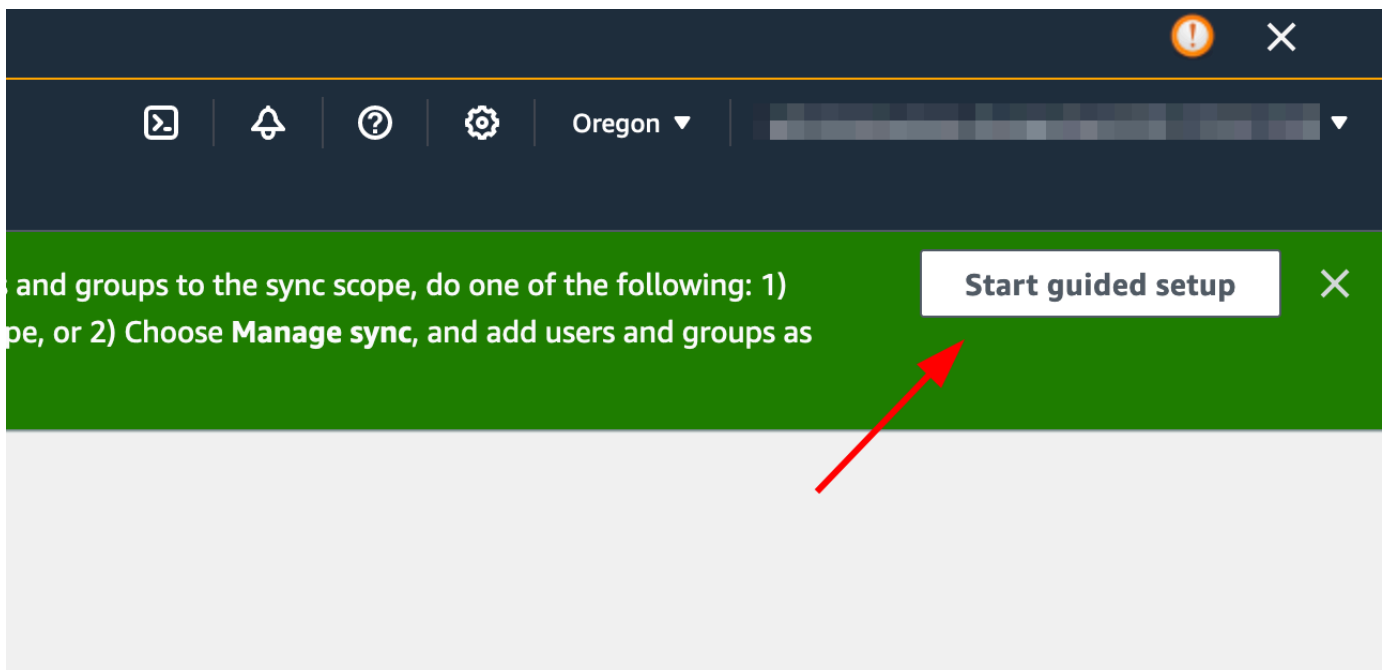 Oregon
and groups to the sync scope, do one of the following: 1)
Start guided setup
pe, or 2) Choose Manage sync, and add users and groups as